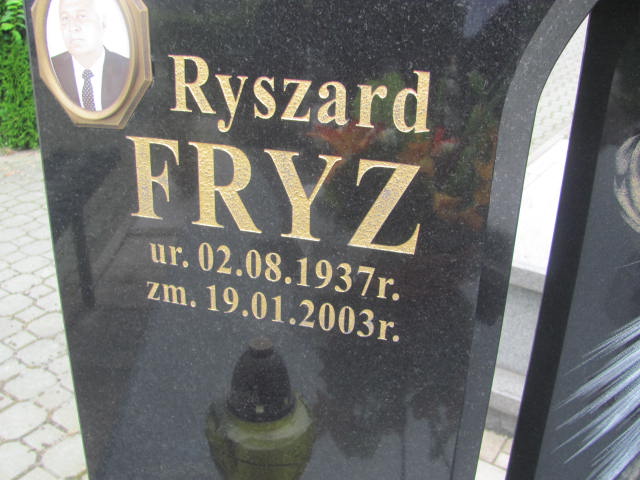 Ryszard
FRYZ
ur. 02.08.1937r.
zm. 19.01.2003r.